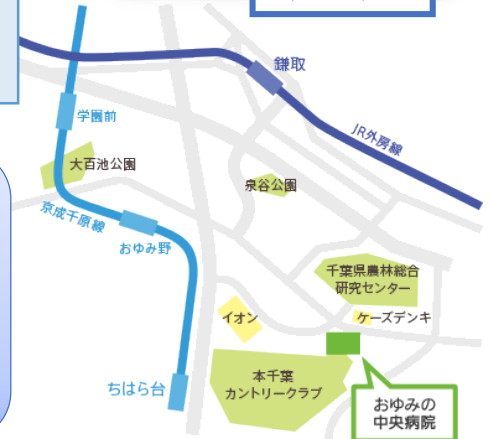 鎌取
JR外房線
学園前
大百池公園
泉谷公園
京成千原線
おゆみ野
千葉県農林総合
研究センター
イオン
ケーズデンキ
ちはら台
本千葉
カントリークラブ
おゆみの
中央病院